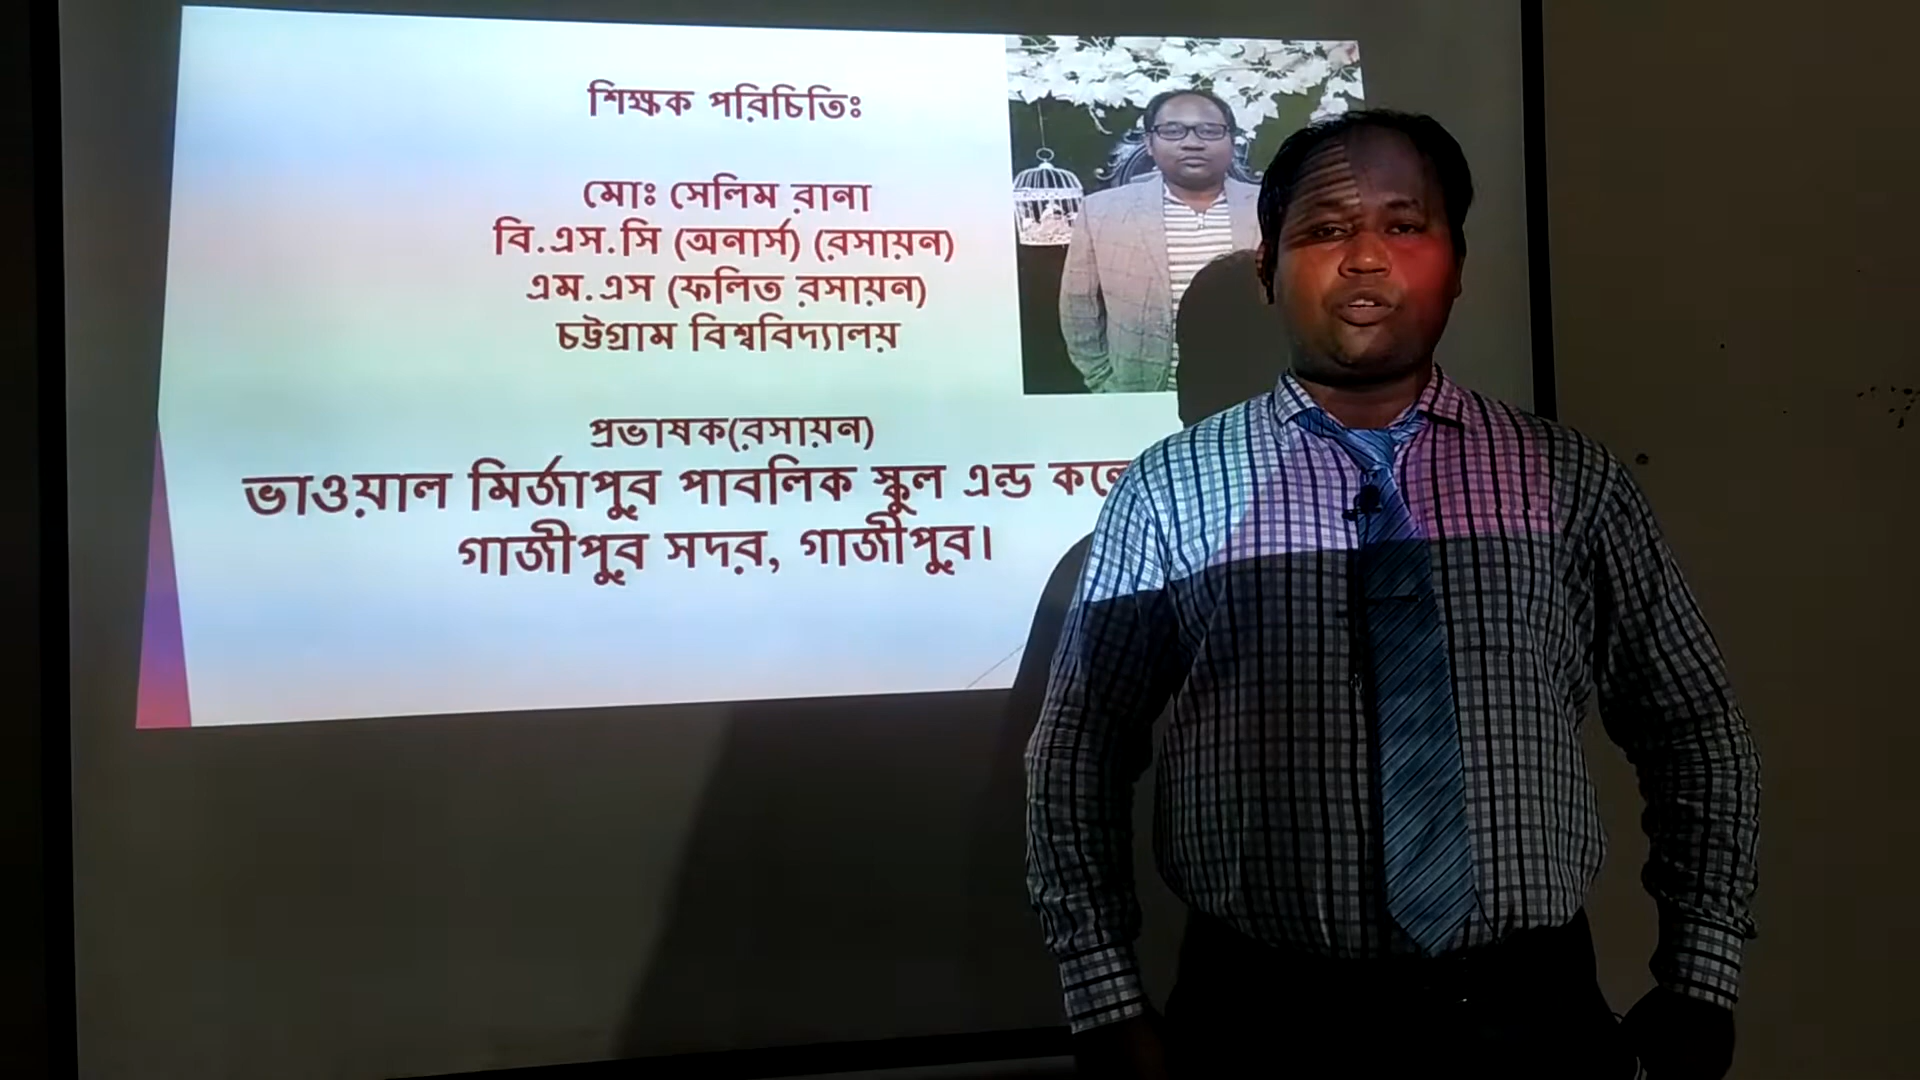 শিক্ষক পরিচিতিঃ
মোঃ সেলিম রানা
বি.এস.সি (অনার্স) (রসায়ন)
এম.এস (ফলিত রসায়ন)
চট্টগ্রাম বিশ্ববিদ্যালয়
প্রভাষক(রসায়ন)
ভাওয়াল মির্জাপুর পাবলিক স্কুল এন্ড
গাজীপুর সদর, গাজীপুর।